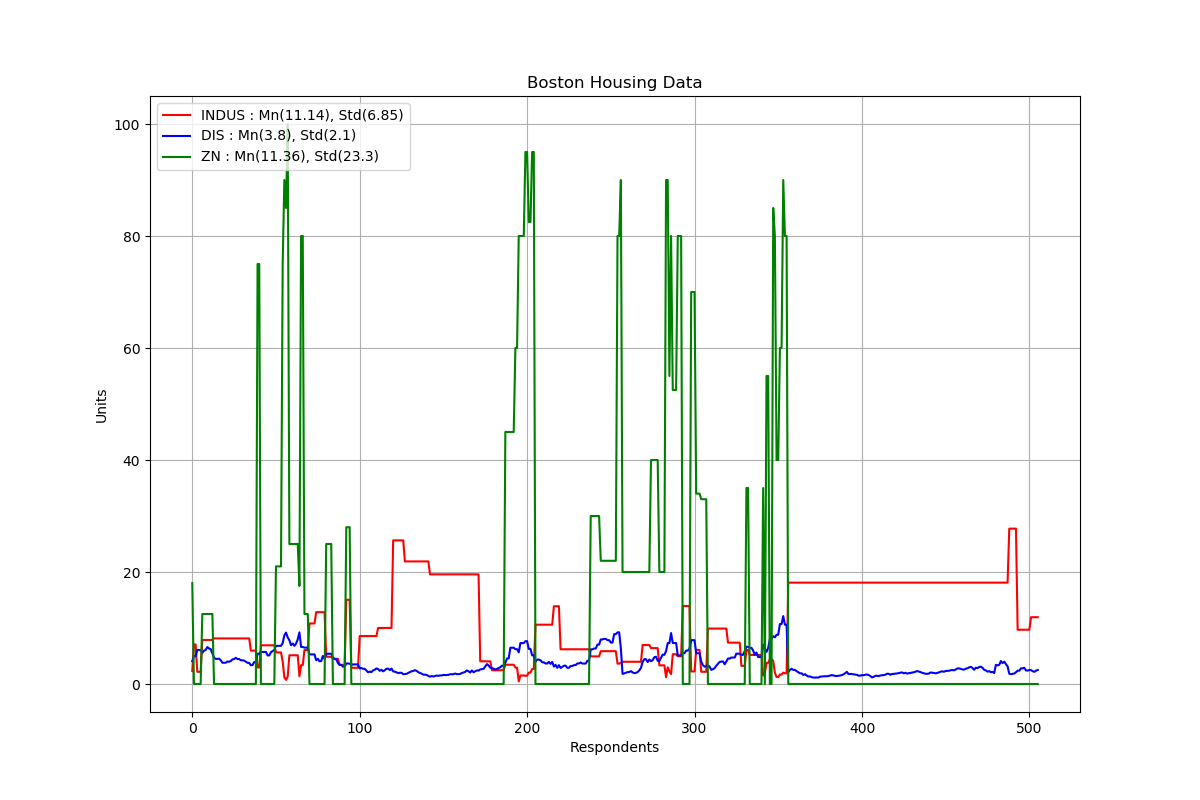 Boston Housing Data
INDUS : Mn(11.14), Std(6.85)
DIS : Mn(3.8), Std(2.1)
ZN : Mn(11.36), Std(23.3)
100
80
60
40
20
0
Units
0 100 200 300 400 500
Respondents